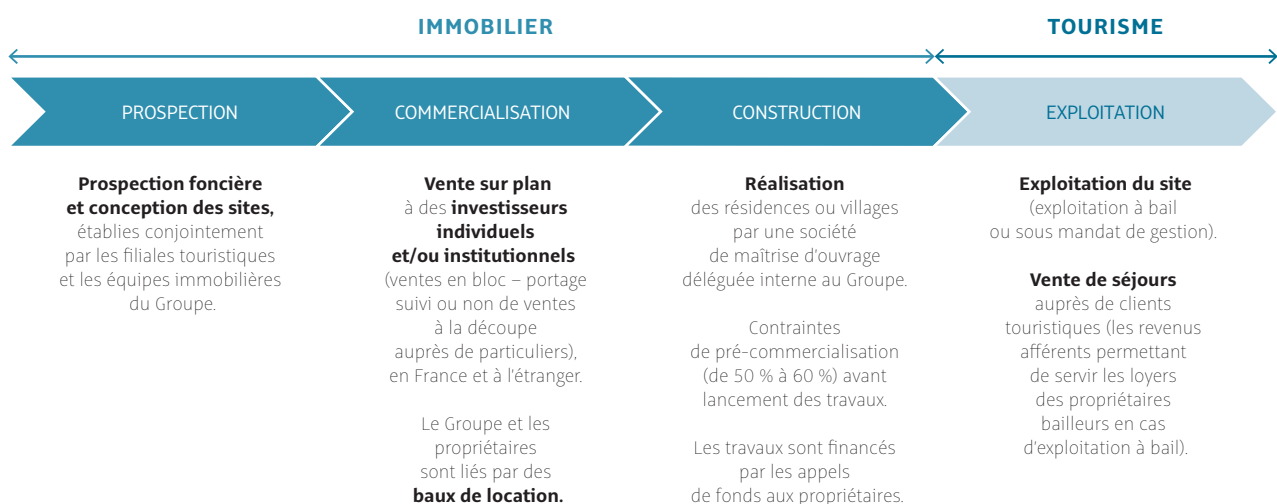 IMMOBILIER
TOURISME
PROSPECTION
COMMERCIALISATION
CONSTRUCTION
EXPLOITATION
Prospection foncière
et conception des sites,
établies conjointement
par les filiales touristiques
et les équipes immobilières
du Groupe.
Vente sur plan
à des investisseurs
individuels
et/ou institutionnels
(ventes en bloc – portage
suivi ou non de ventes
à la découpe
auprès de particuliers),
en France et à l'étranger.
Le Groupe et les
propriétaires
sont liés par des
baux de location.
Réalisation
des résidences ou villages
par une société
de maîtrise d'ouvrage
déléguée interne au Groupe.
Contraintes
de pré-commercialisation
(de 50 % à 60 %) avant
lancement des travaux.
Les travaux sont financés
par les appels
de fonds aux propriétaires.
Exploitation du site
(exploitation à bail
ou sous mandat de gestion).
Vente de séjours
auprès de clients
touristiques (les revenus
afférents permettant
de servir les loyers
des propriétaires
bailleurs en cas
d'exploitation à bail).